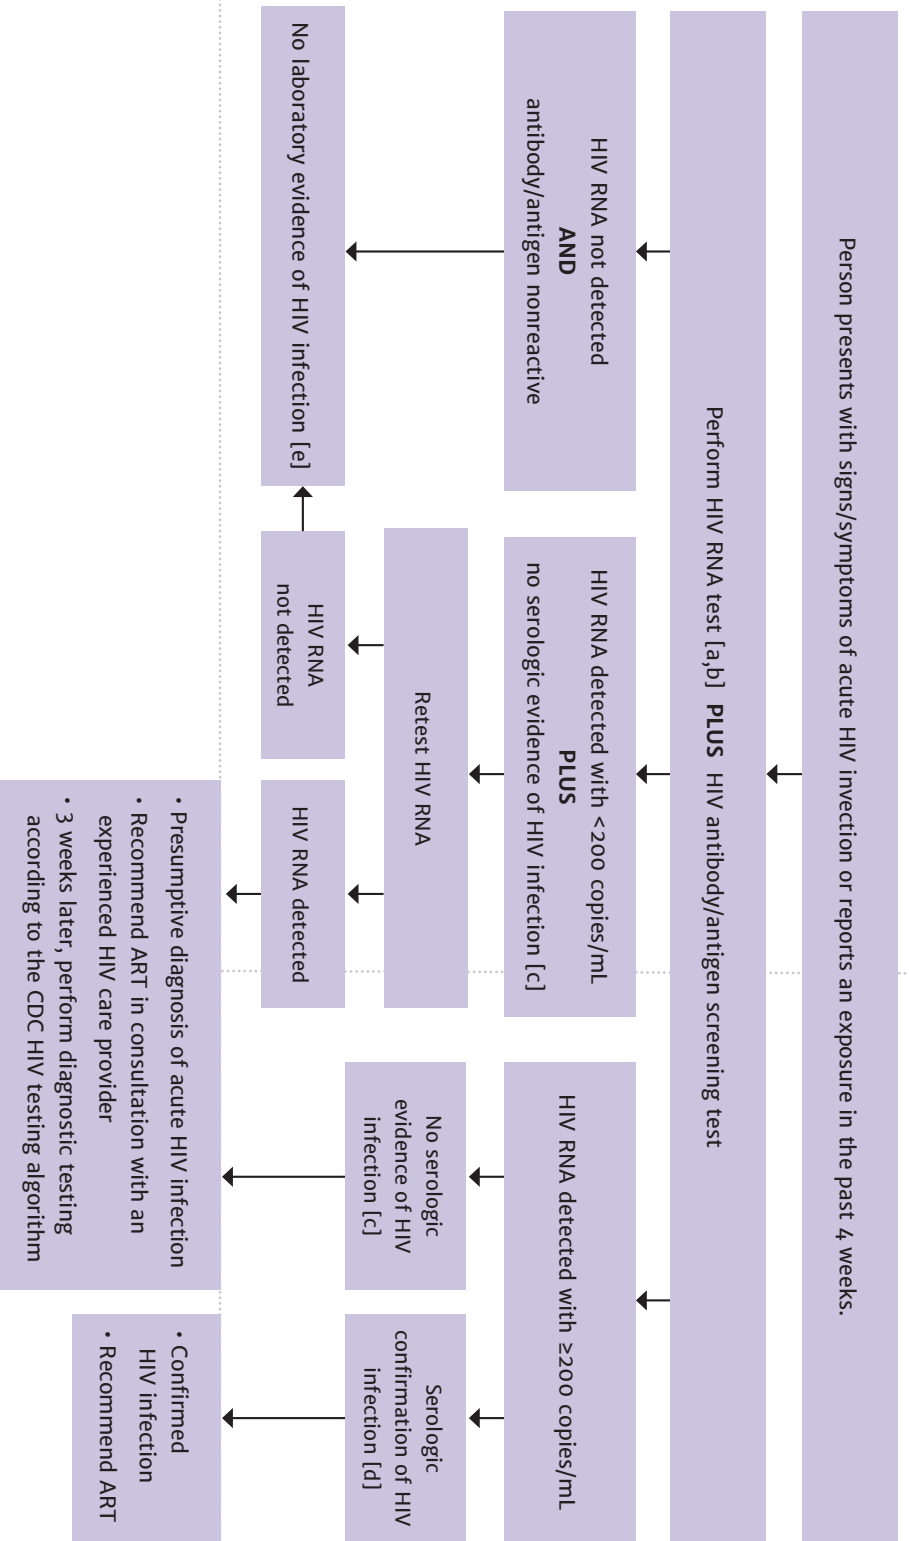 Person presents with signs/symptoms of acute HIV invection or reports an exposure in the past 4 weeks.
Perform HIV RNA test [a,b] PLUS HIV antibody/antigen screening test
HIV RNA not detected
AND
antibody/antigen nonreactive
HIV RNA detected with <200 copies/mL
PLUS
no serologic evidence of HIV infection [c]
HIV RNA detected with ≥200 copies/mL
Retest HIV RNA
No serologic
evidence of HIV
infection [c]
Serologic
confirmation of HIV
infection [d]
No laboratory evidence of HIV infection [e]
HIV RNA
not detected
HIV RNA detected
• Presumptive diagnosis of acute HIV infection
• Recommend ART in consultation with an
experienced HIV care provider
• 3 weeks later, perform diagnostic testing
according to the CDC HIV testing algorithm
• Confirmed
HIV infection
• Recommend ART